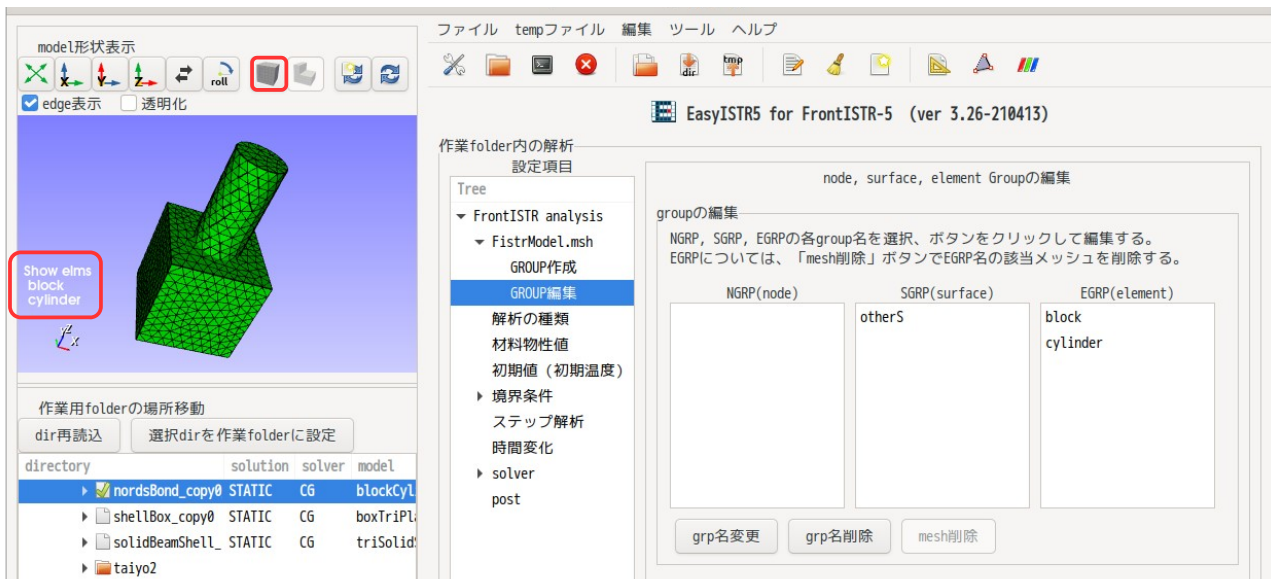 model形状表示
X
Y
Z
roll
edge表示
透明化
Show elms
block
cylinder
作業用folderの場所移動
dir再読込
選択dirを作業folderに設定
directory solution solver model
nordsBond_copy0 STATIC CG blockCyl
shellBox_copy0 STATIC CG boxTriPl
solidBeamShell_ STATIC CG triSolid
taiyo2
ファイル tempファイル 編集 ツール ヘルプ
dir
tmp
EasyISTR5 for FrontISTR-5 (ver 3.26-210413)
作業folder内の解析
設定項目
Tree
FrontISTR analysis
FistrModel.msh
GROUP作成
GROUP編集
解析の種類
材料物性値
初期値（初期温度）
境界条件
ステップ解析
時間変化
solver
post
node, surface, element Groupの編集
groupの編集
NGRP, SGRP, EGRPの各group名を選択、ボタンをクリックして編集する。
EGRPについては、「mesh削除」ボタンでEGRP名の該当メッシュを削除する。
NGRP(node) SGRP(surface) EGRP(element)
otherS block
cylinder
grp名変更 grp名削除 mesh削除